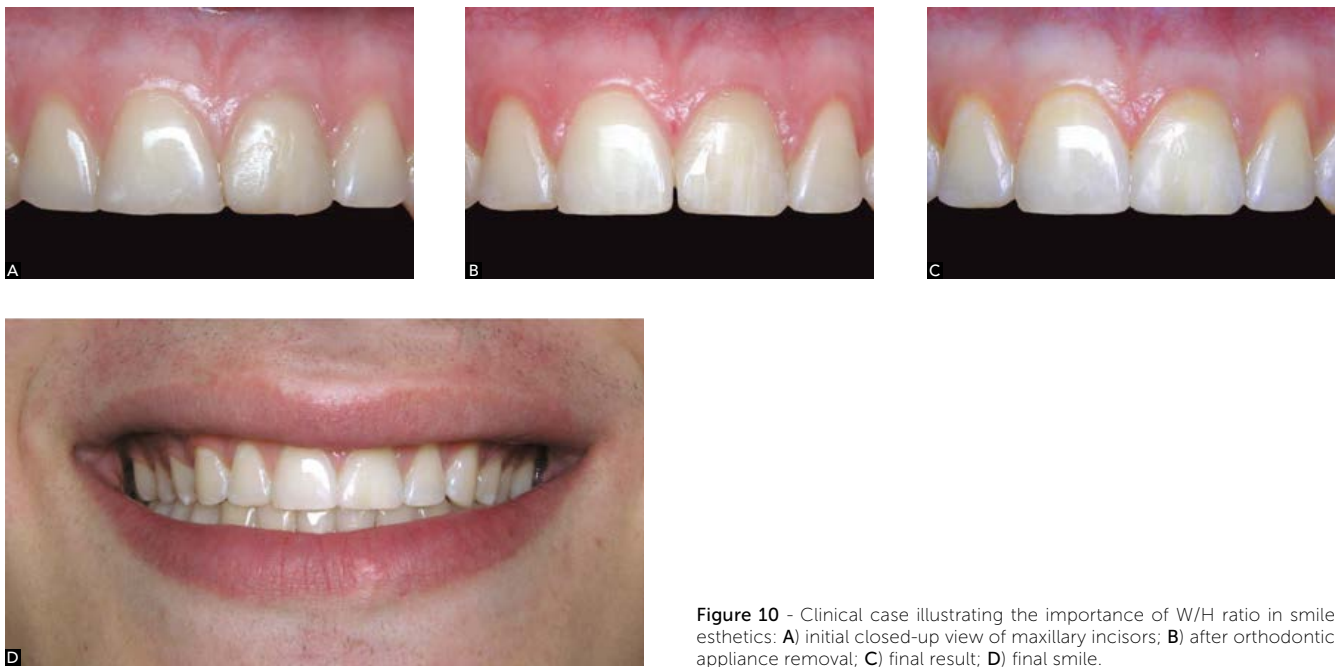 A
B
C
D
Figure 10 - Clinical case illustrating the importance of W/H ratio in smile
esthetics: A) initial closed-up view of maxillary incisors; B) after orthodontic
appliance removal; C) final result; D) final smile.